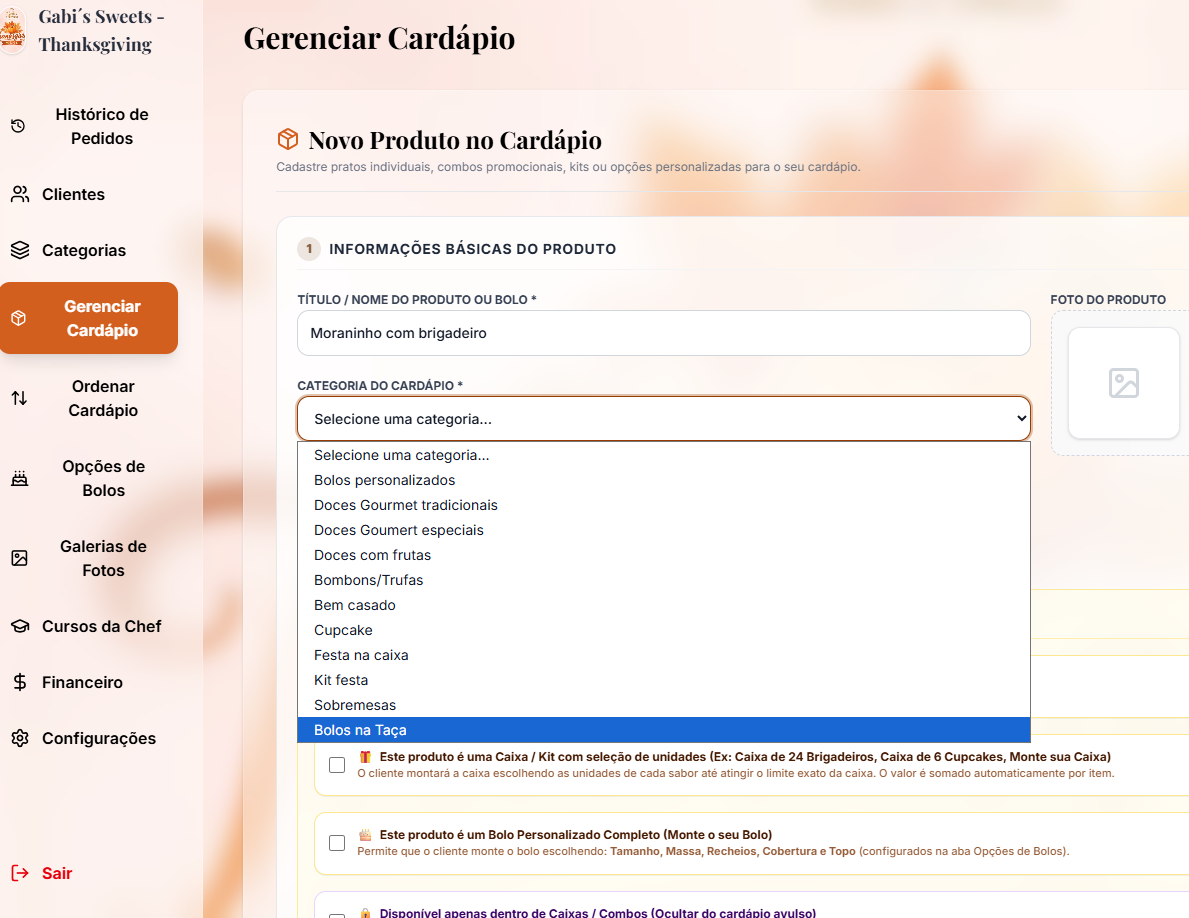 Gabi´s Sweets -
Thanksgiving
Histórico de
Pedidos
Clientes
Categorias
Gerenciar
Cardápio
Ordenar
Cardápio
Opções de
Bolos
Galerias de
Fotos
Cursos da Chef
Financeiro
Configurações
Sair
Gerenciar Cardápio
Novo Produto no Cardápio
Cadastre pratos individuais, combos promocionais, kits ou opções personalizadas para o seu cardápio.
1 INFORMAÇÕES BÁSICAS DO PRODUTO
TÍTULO / NOME DO PRODUTO OU BOLO *
Moraninho com brigadeiro
FOTO DO PRODUTO
CATEGORIA DO CARDÁPIO *
Selecione uma categoria...
Selecione uma categoria...
Bolos personalizados
Doces Gourmet tradicionais
Doces Goumert especiais
Doces com frutas
Bombons/Trufas
Bem casado
Cupcake
Festa na caixa
Kit festa
Sobremesas
Bolos na Taça
Este produto é uma Caixa / Kit com seleção de unidades (Ex: Caixa de 24 Brigadeiros, Caixa de 6 Cupcakes, Monte sua Caixa)
O cliente montará a caixa escolhendo as unidades de cada sabor até atingir o limite exato da caixa. O valor é somado automaticamente por item.
Este produto é um Bolo Personalizado Completo (Monte o seu Bolo)
Permite que o cliente monte o bolo escolhendo: Tamanho, Massa, Recheios, Cobertura e Topo (configurados na aba Opções de Bolos).
Disponível apenas dentro de Caixas / Combos (Ocultar do cardápio avulso)